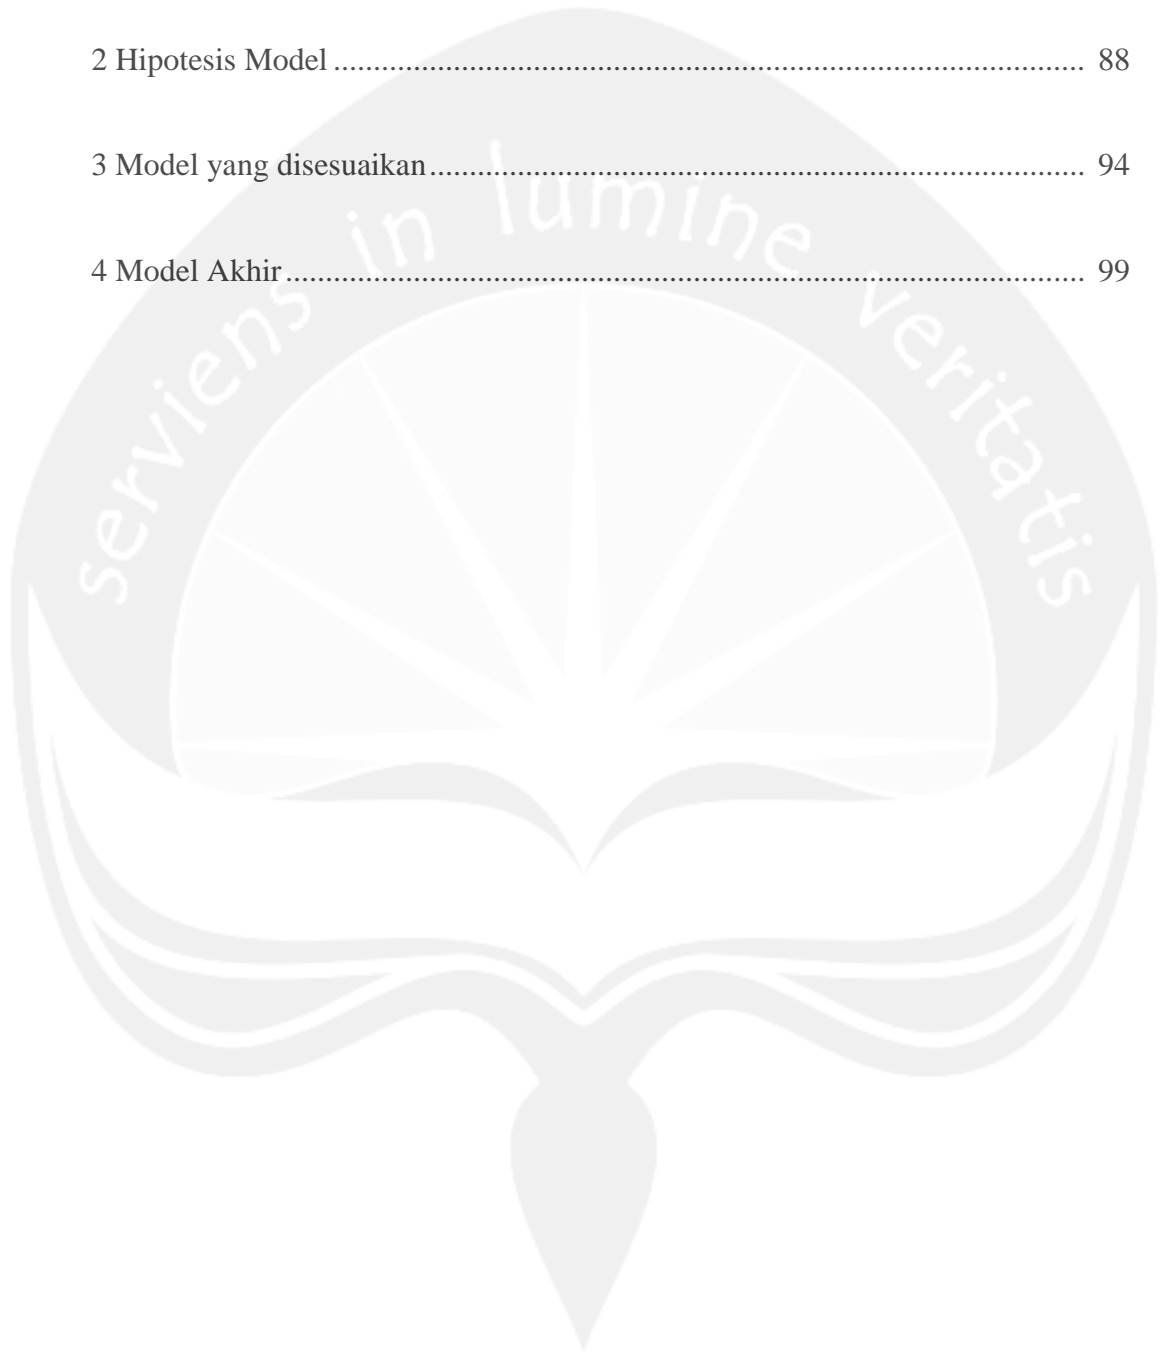 2 Hipotesis Model .............................................................................................. 88
3 Model yang disesuaikan .................................................................................. 94
4 Model Akhir .................................................................................................... 99
serviens in lumine veritatis